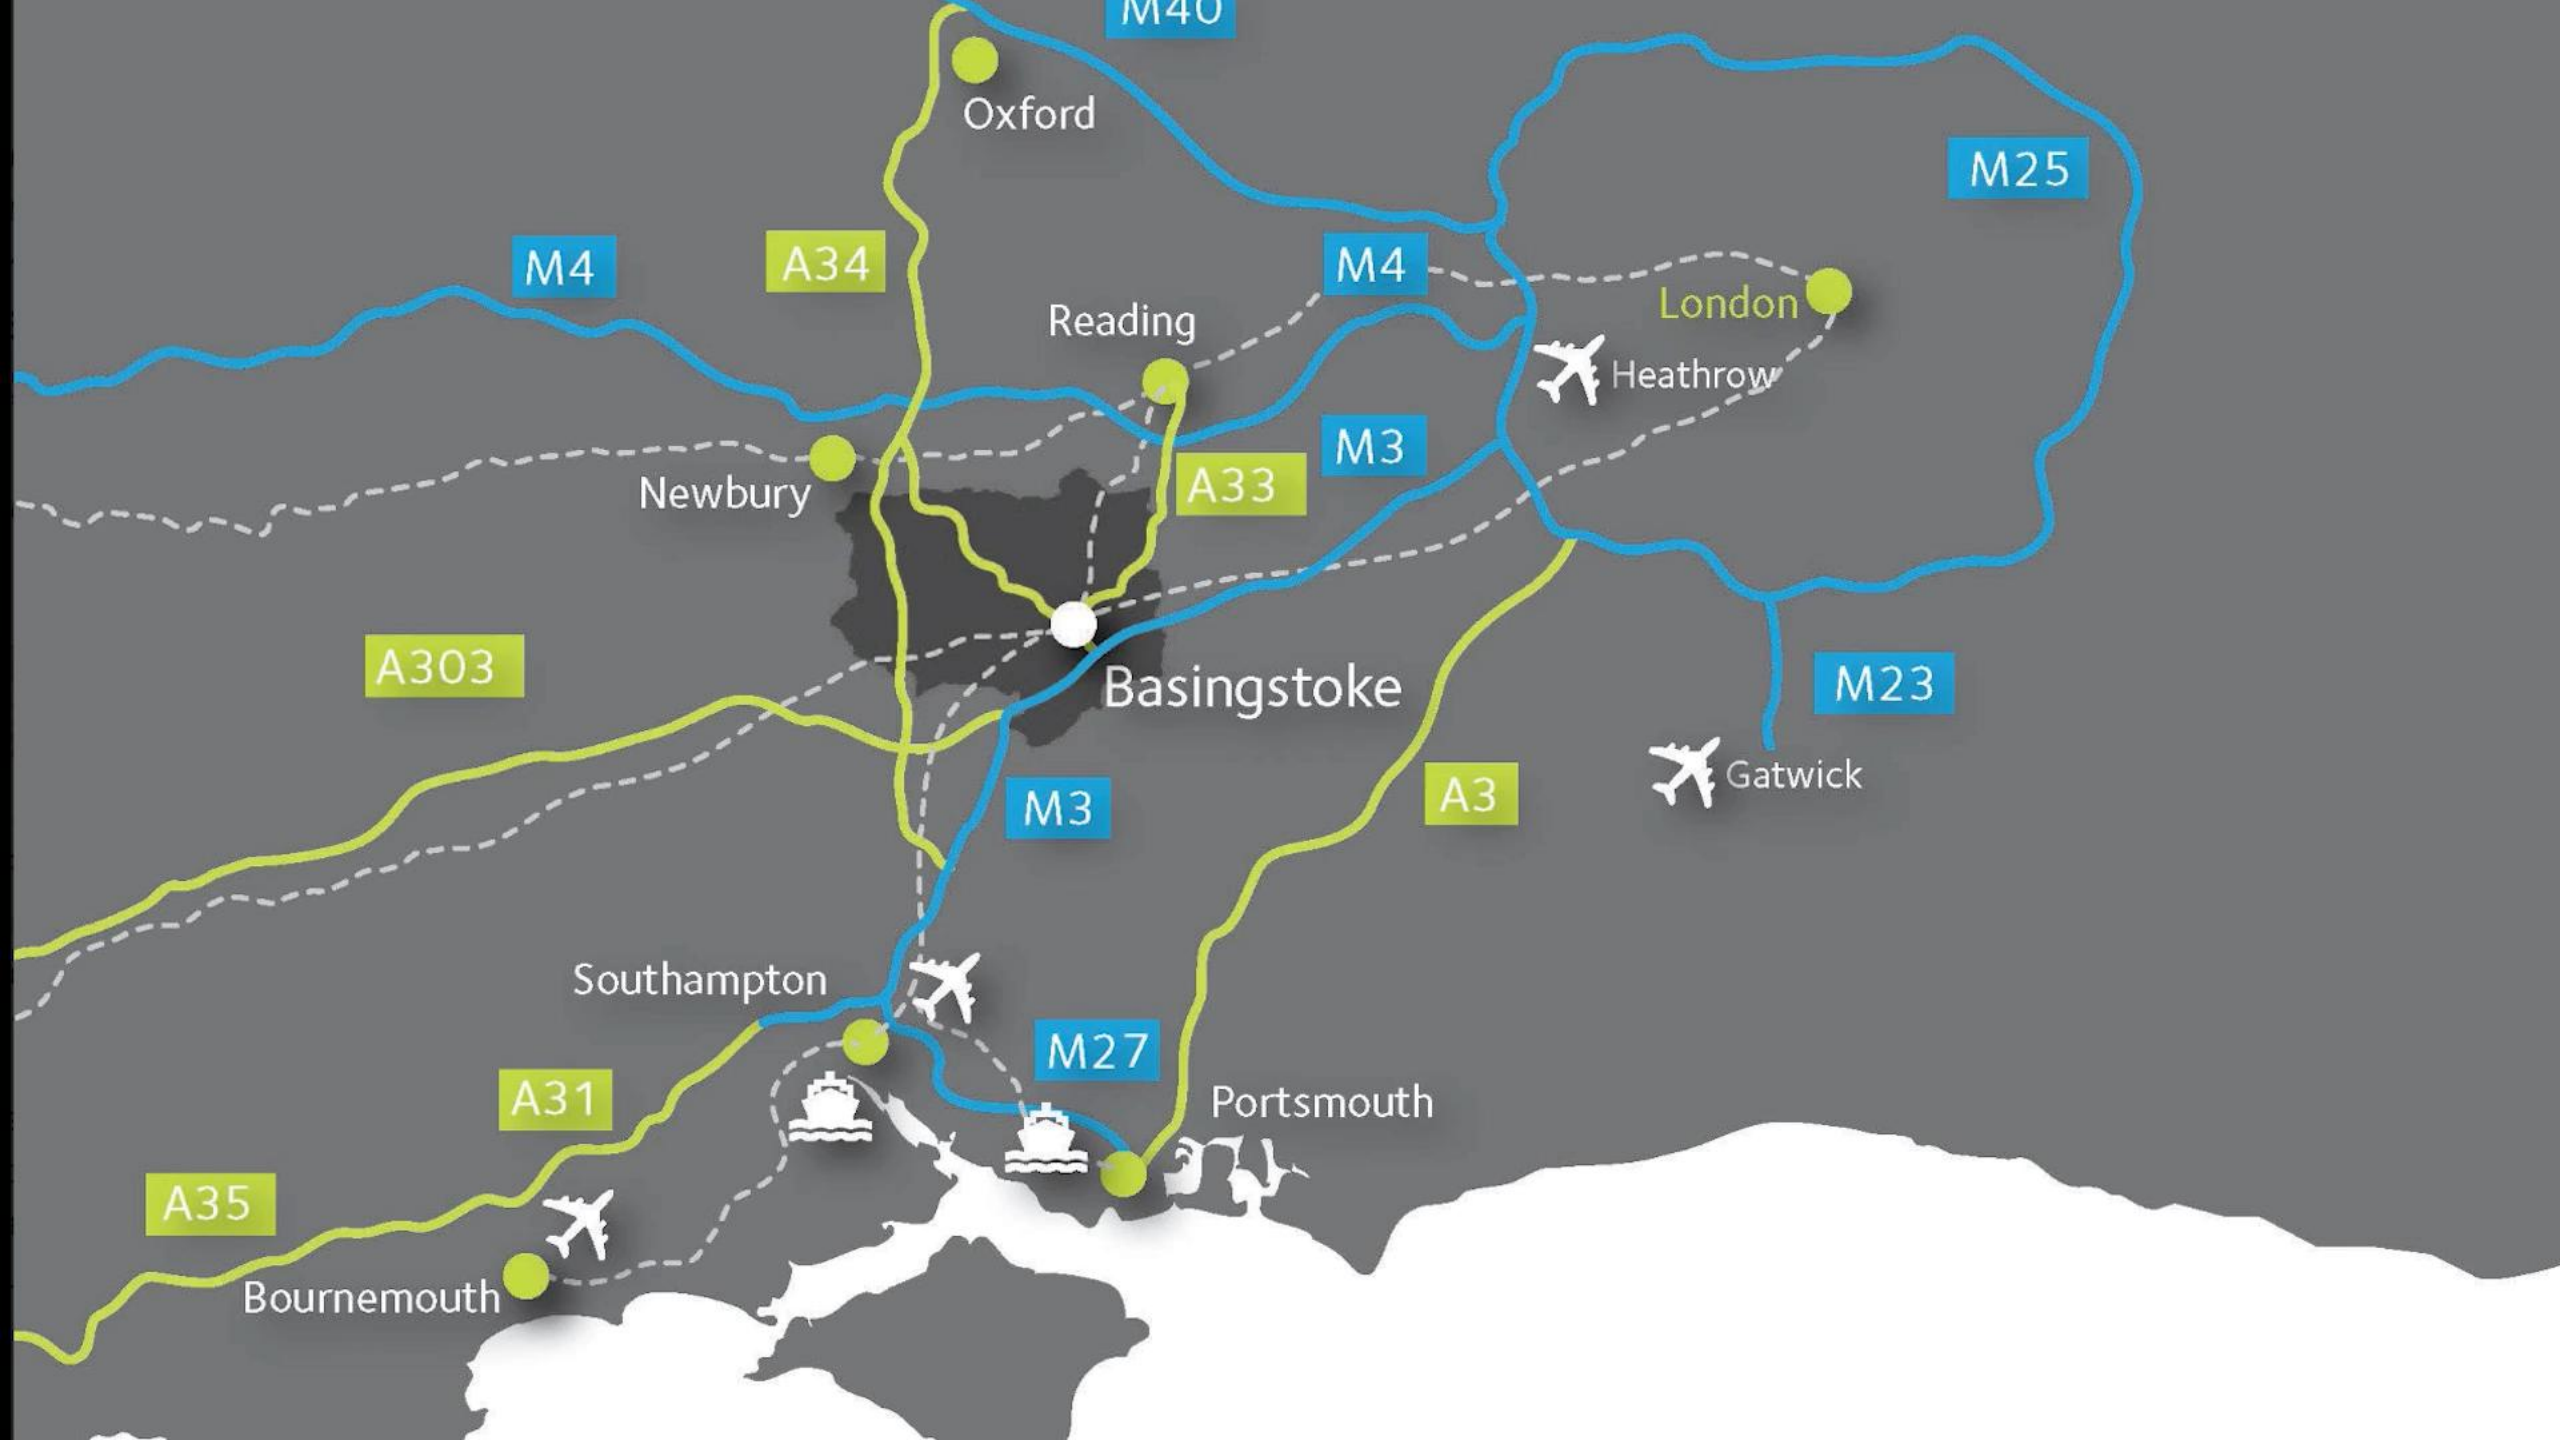 M40
Oxford
M25
M4
A34
M4
Reading
London
Heathrow
M3
A33
Newbury
A303
Basingstoke
M23
Gatwick
M3
A3
Southampton
M27
A31
Portsmouth
A35
Bournemouth